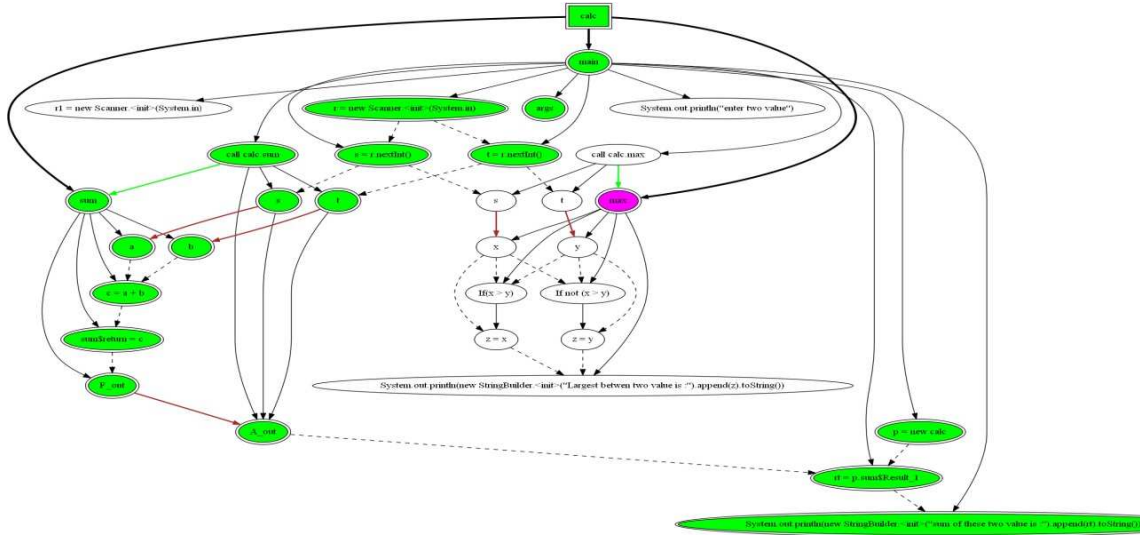 calc
main
r1 = new Scanner.<init>(System.in)
r = new Scanner.<init>(System.in)
args
System.out.println("enter two value")
call calc.sum
s = r.nextInt()
t = r.nextInt()
call calc.max
sum
s
t
s
t
max
a
b
x
y
c = a + b
If(x > y)
If not (x > y)
sum$return = c
z = x
z = y
F_out
System.out.println(new StringBuilder.<init>("Largest betwen two value is :").append(z).toString())
A_out
p = new calc
rt = p.sum$Result_1
System.out.println(new StringBuilder.<init>("sum of these two value is :").append(rt).toString())